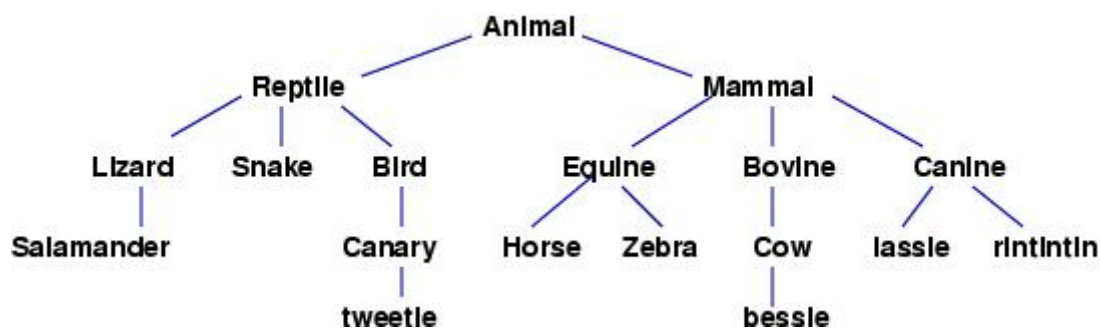 Animal
Reptile Mammal
Lizard Snake Bird Equine Bovine Canine
Salamander Canary Horse Zebra Cow lassie rintintin
tweetie bessie